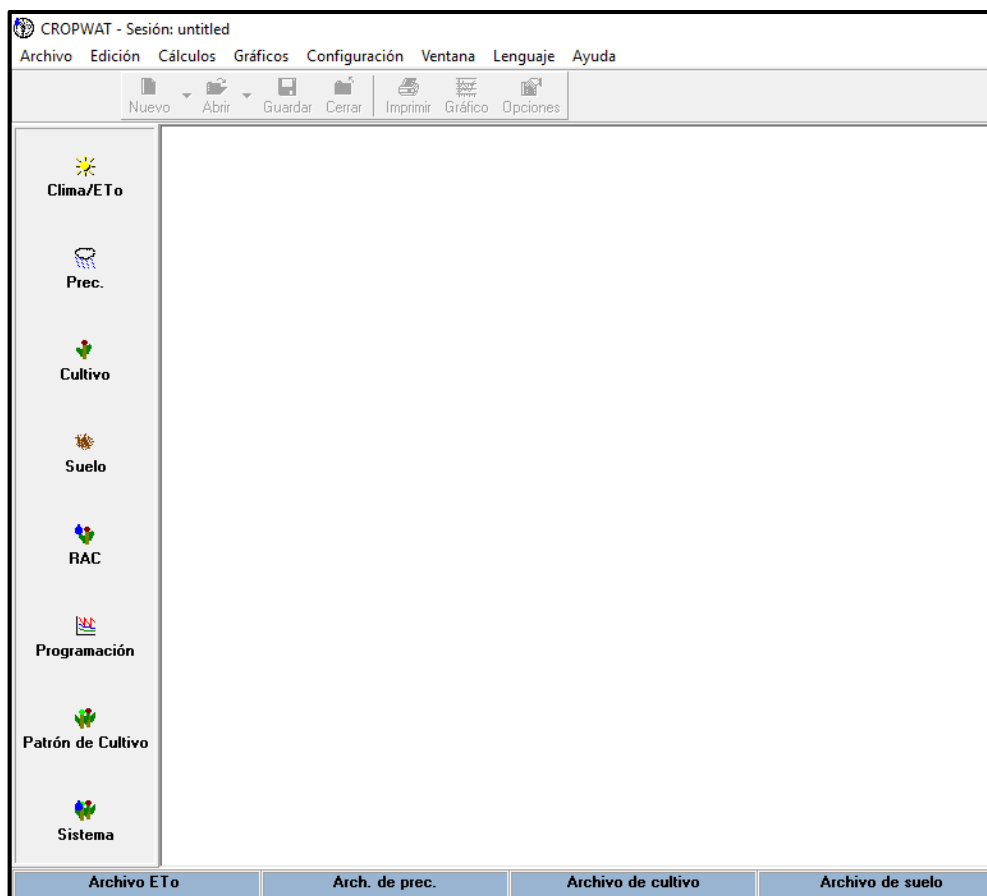 CROPWAT - Sesión: untitled
Archivo Edición Cálculos Gráficos Configuración Ventana Lenguaje Ayuda
Nuevo Abrir Guardar Cerrar Imprimir Gráfico Opciones
Clima/ETo
Prec.
Cultivo
Suelo
RAC
Programación
Patrón de Cultivo
Sistema
Archivo ETo Arch. de prec. Archivo de cultivo Archivo de suelo